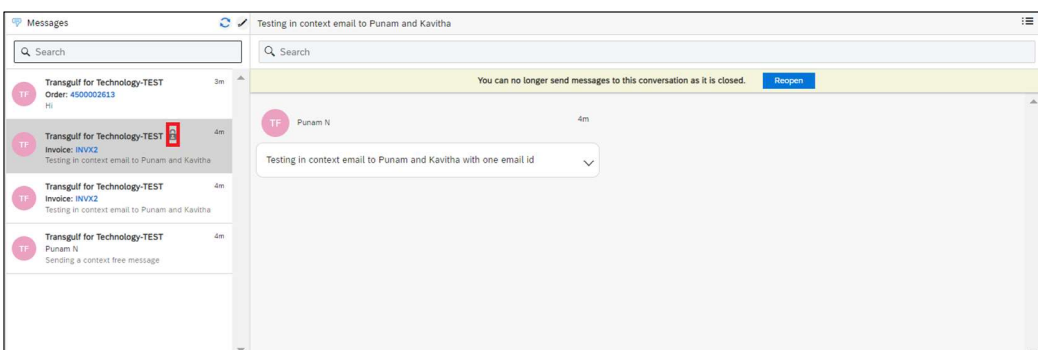 Messages
Search
TF
Transgulf for Technology-TEST
3m
Order: 4500002613
Hi
TF
Transgulf for Technology-TEST
4m
Invoice: INVX2
Testing in context email to Punam and Kavitha
TF
Transgulf for Technology-TEST
4m
Invoice: INVX2
Testing in context email to Punam and Kavitha
TF
Transgulf for Technology-TEST
4m
Punam N
Sending a context free message
Testing in context email to Punam and Kavitha
Search
You can no longer send messages to this conversation as it is closed.
Reopen
TF
Punam N
4m
Testing in context email to Punam and Kavitha with one email id